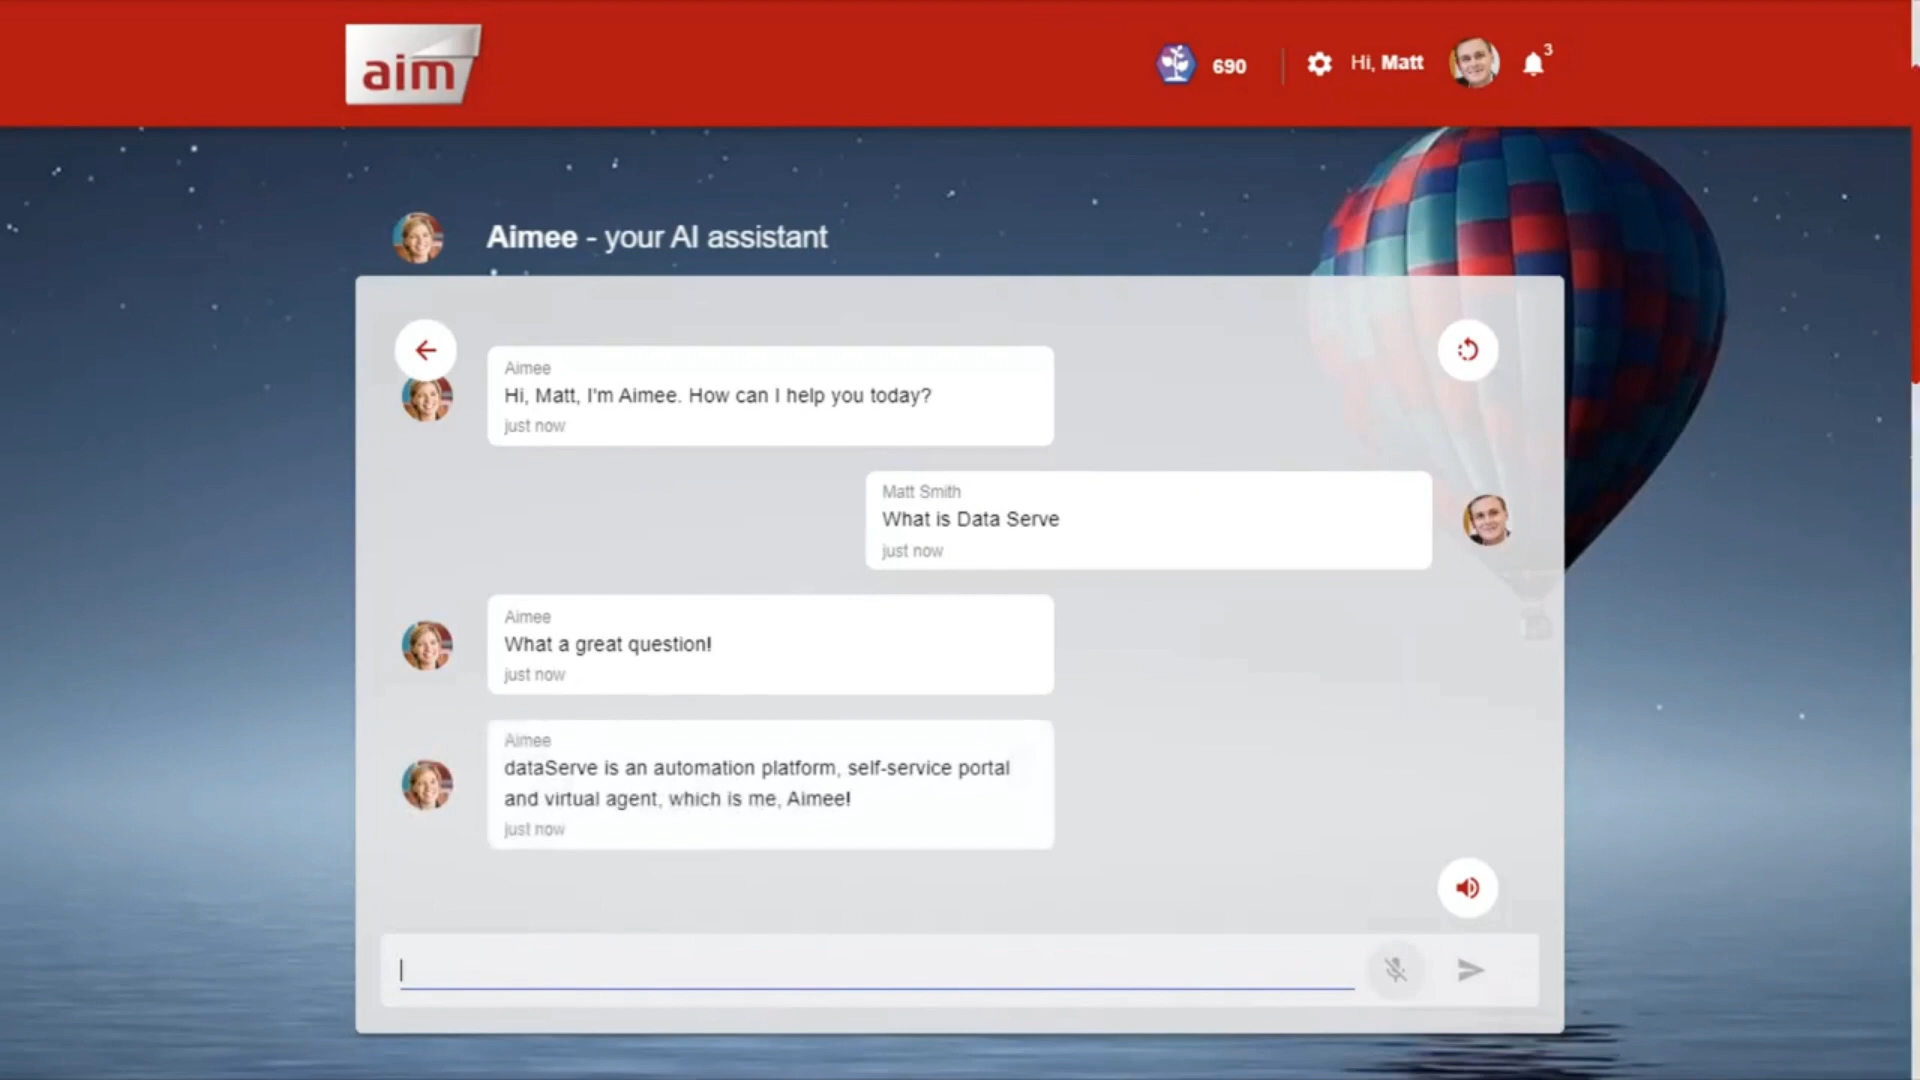 aim
690
Hi, Matt
3
Aimee - your AI assistant
Aimee
Hi, Matt, I'm Aimee. How can I help you today?
just now
Matt Smith
What is Data Serve
just now
Aimee
What a great question!
just now
Aimee
dataServe is an automation platform, self-service portal
and virtual agent, which is me, Aimee!
just now